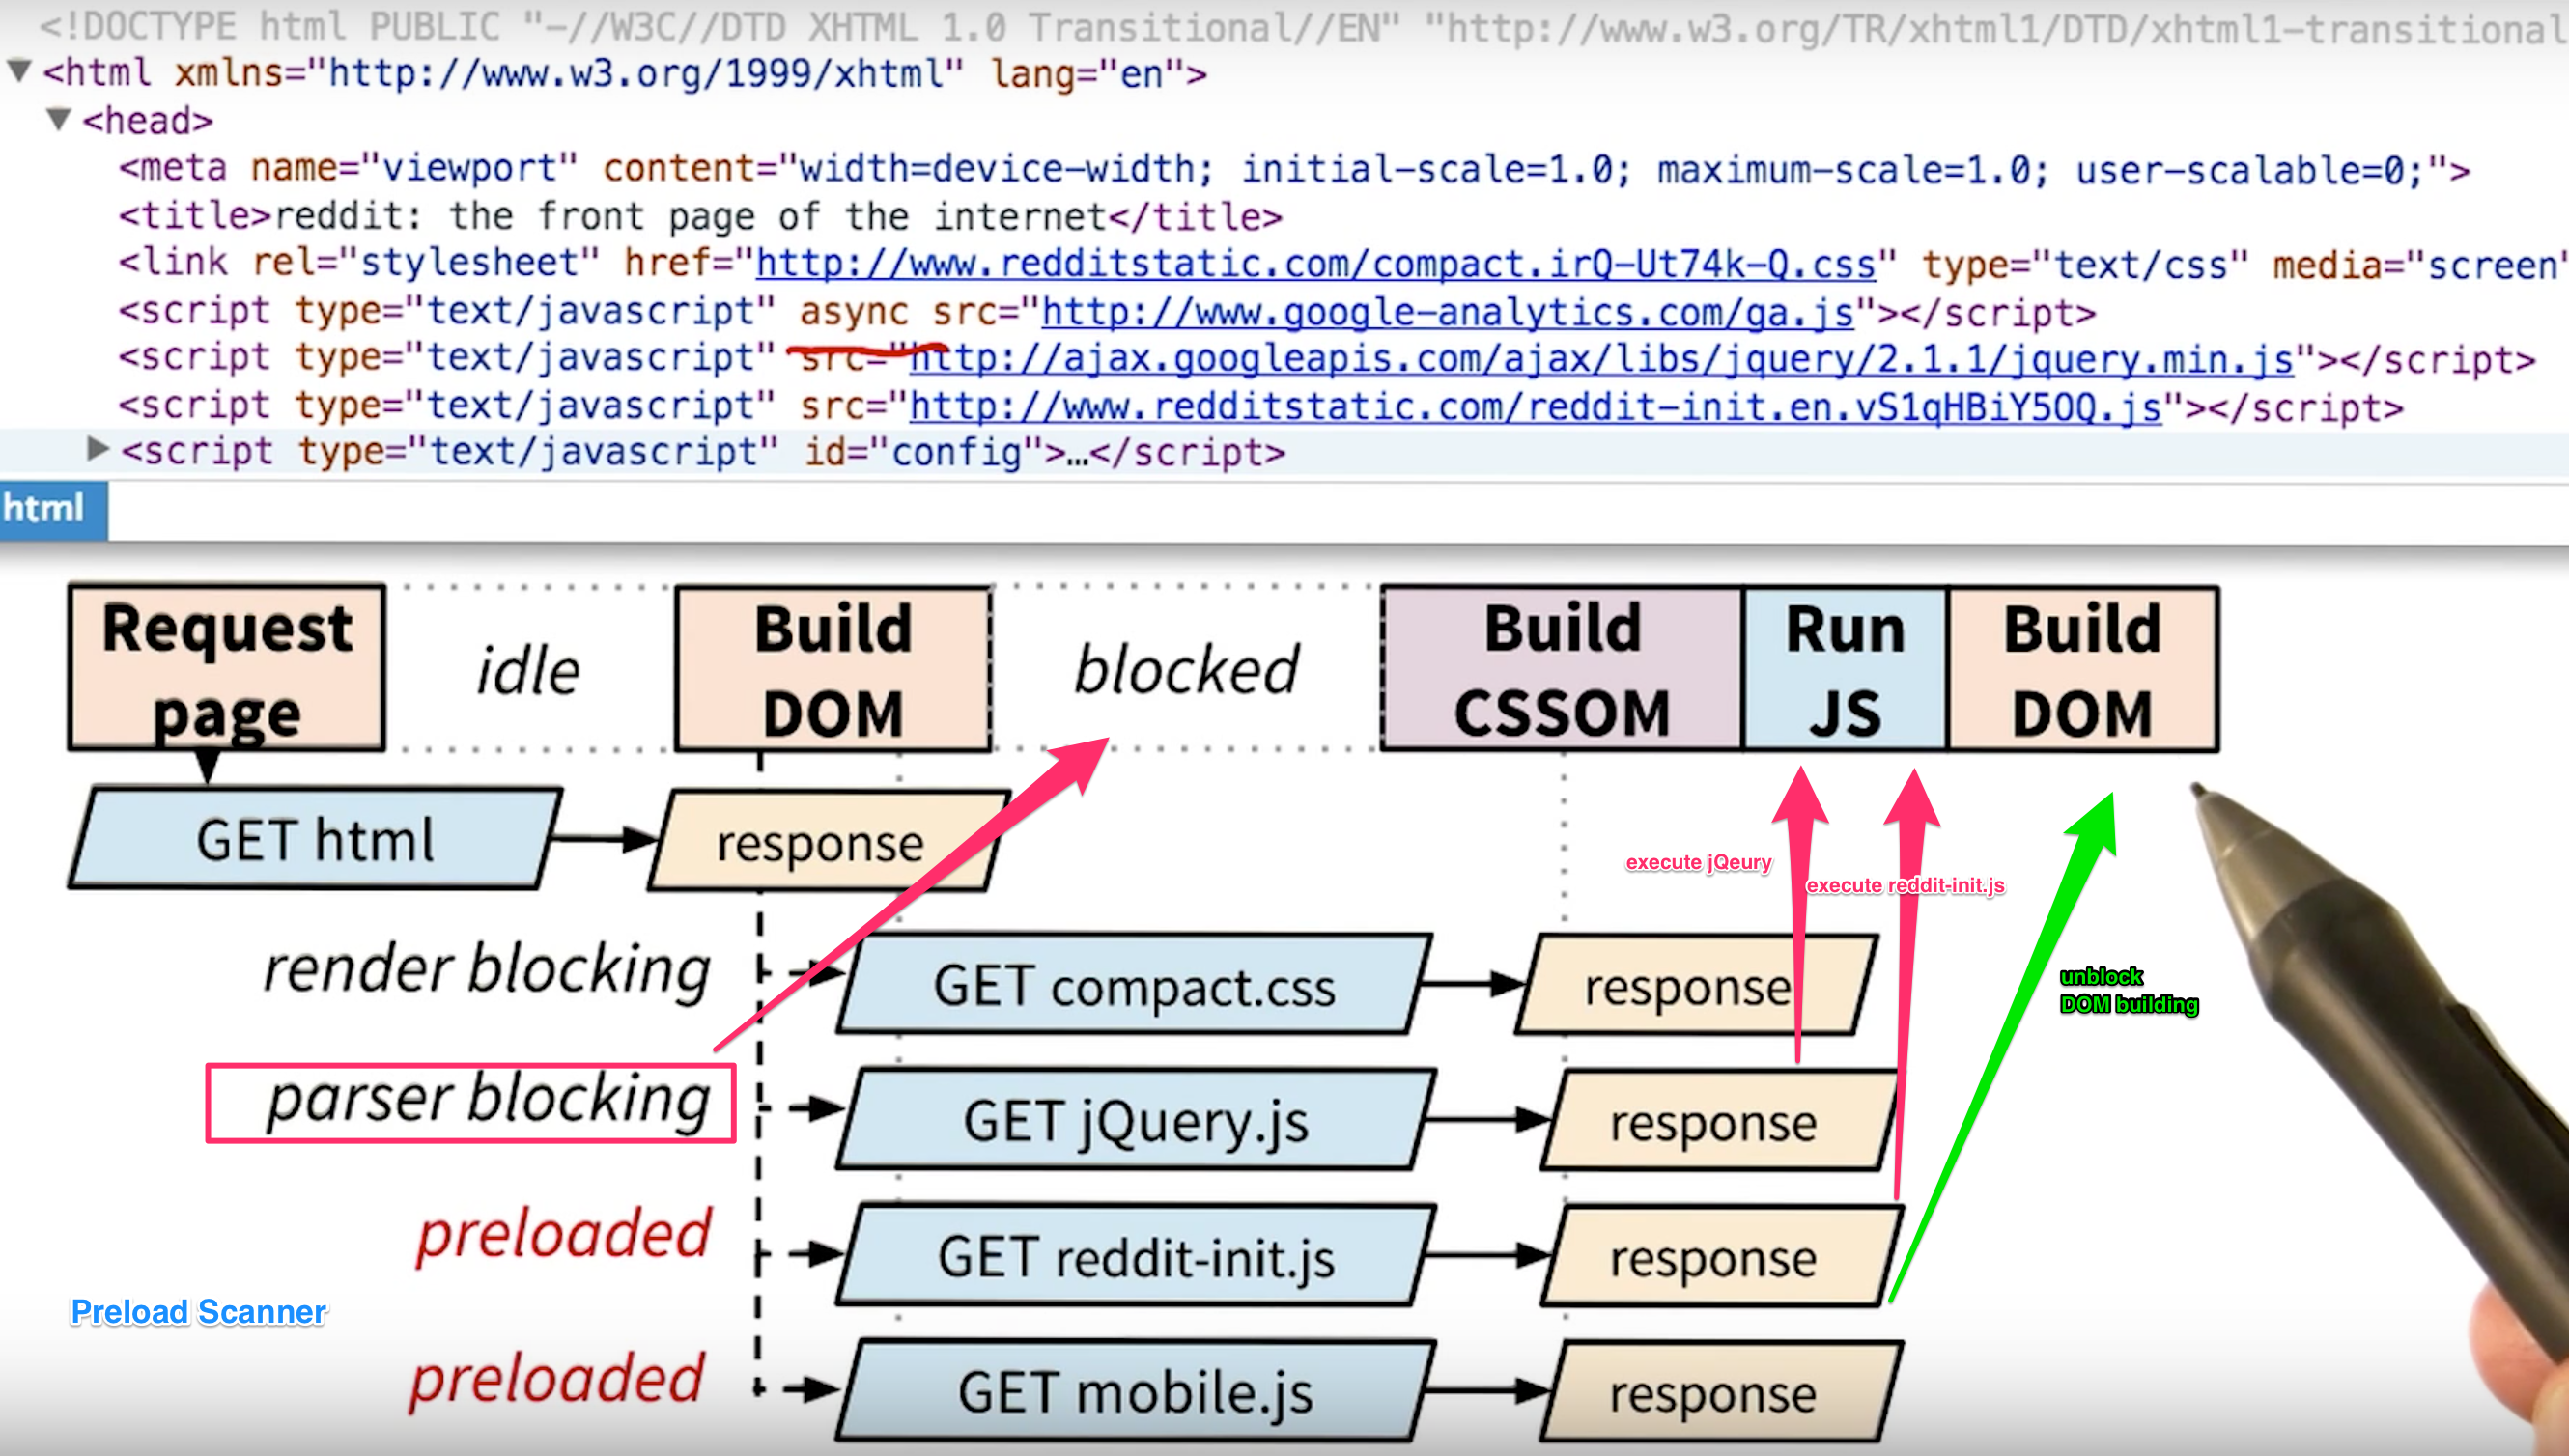 <!DOCTYPE html PUBLIC "-//W3C//DTD XHTML 1.0 Transitional//EN" "http://www.w3.org/TR/xhtml1/DTD/xhtml1-transitional
▼<html xmlns="http://www.w3.org/1999/xhtml" lang="en">
▼<head>
<meta name="viewport" content="width=device-width; initial-scale=1.0; maximum-scale=1.0; user-scalable=0;">
<title>reddit: the front page of the internet</title>
<link rel="stylesheet" href="http://www.redditstatic.com/compact.irQ-Ut74k-Q.css" type="text/css" media="screen"
<script type="text/javascript" async src="http://www.google-analytics.com/ga.js"></script>
<script type="text/javascript" src="http://ajax.googleapis.com/ajax/libs/jquery/2.1.1/jquery.min.js"></script>
<script type="text/javascript" src="http://www.redditstatic.com/reddit-init.en.vS1qHBiY5OQ.js"></script>
▶<script type="text/javascript" id="config">…</script>
html
Request
page
idle
Build
DOM
blocked
Build
CSSOM
Run
JS
Build
DOM
GET html
response
execute jQeury
execute reddit-init.js
render blocking
GET compact.css
response
unblock
DOM building
parser blocking
GET jQuery.js
response
preloaded
GET reddit-init.js
response
Preload Scanner
preloaded
GET mobile.js
response